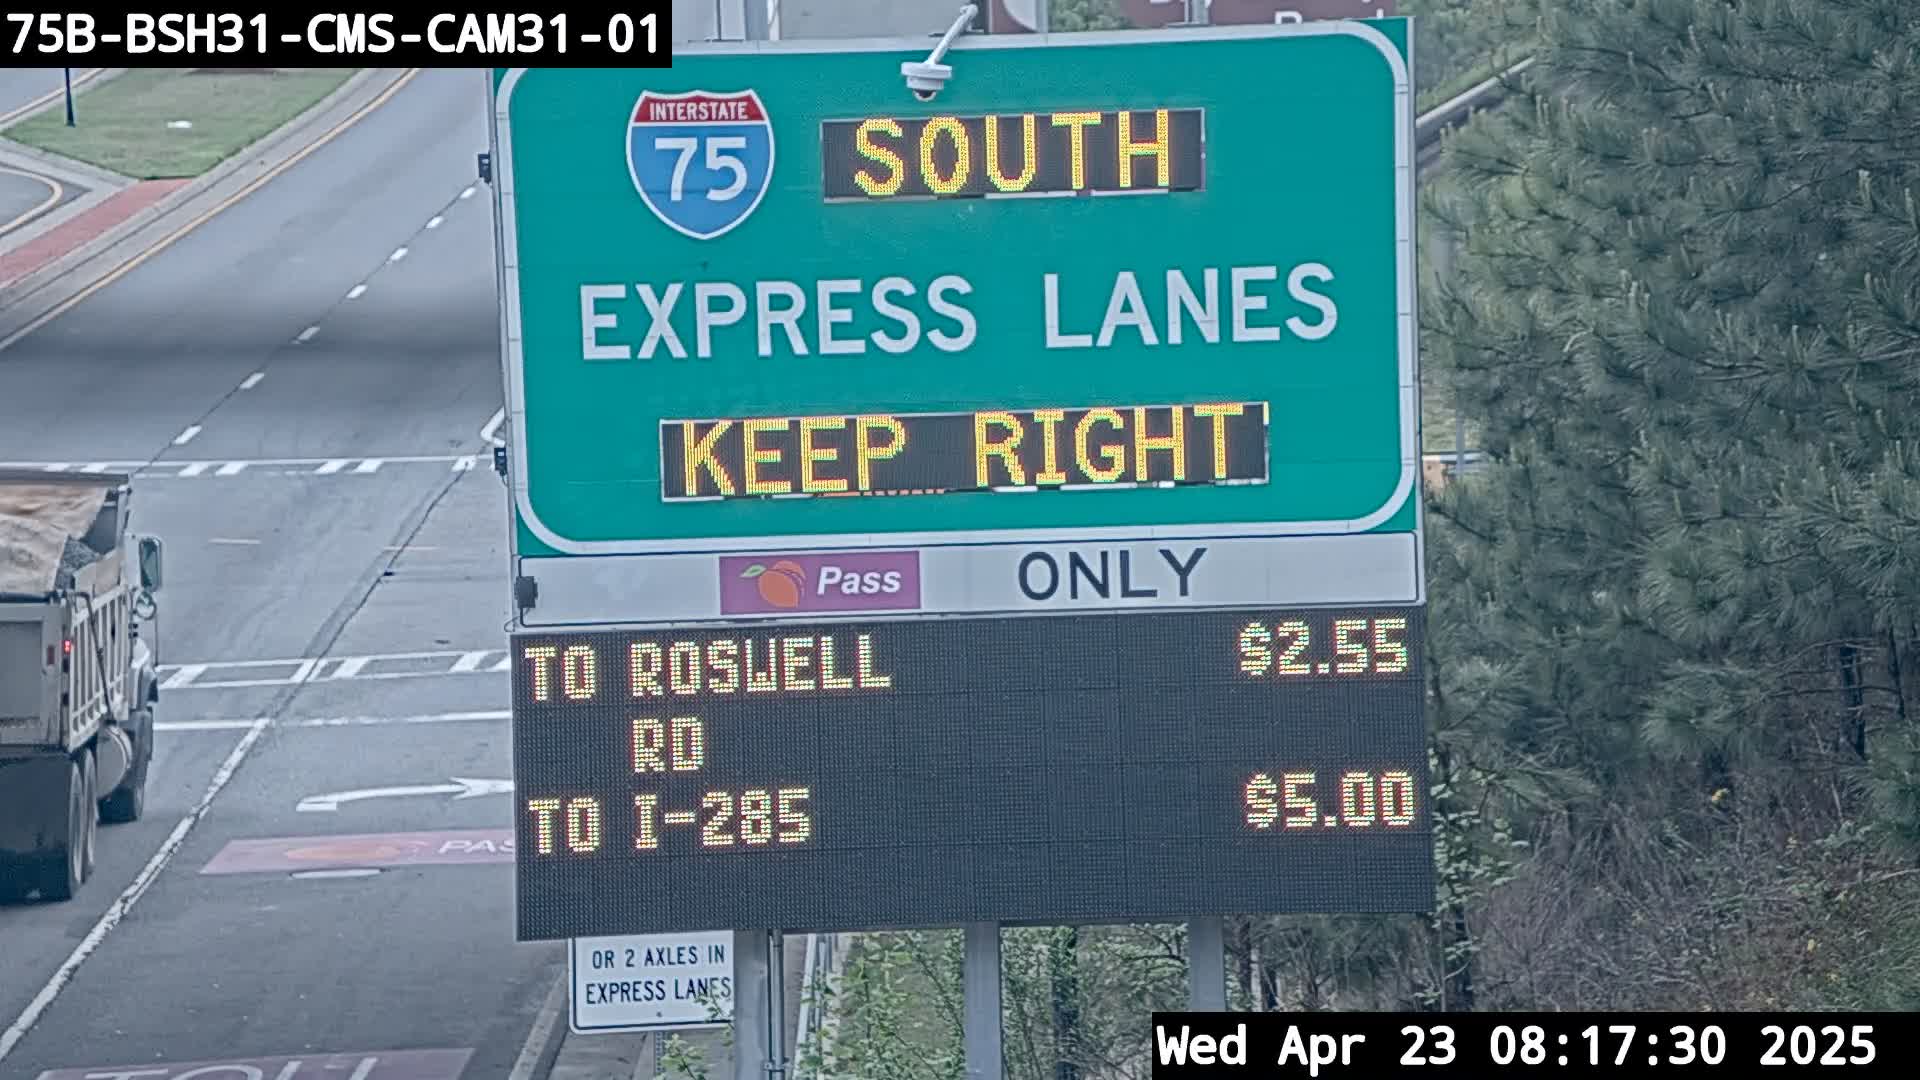 75B-BSH31-CMS-CAM31-01
INTERSTATE
75
SOUTH
EXPRESS LANES
KEEP RIGHT
Pass ONLY
TO ROSWELL $2.55
RD
TO I-285 $5.00
OR 2 AXLES IN
EXPRESS LANES
TOLL
Wed Apr 23 08:17:30 2025